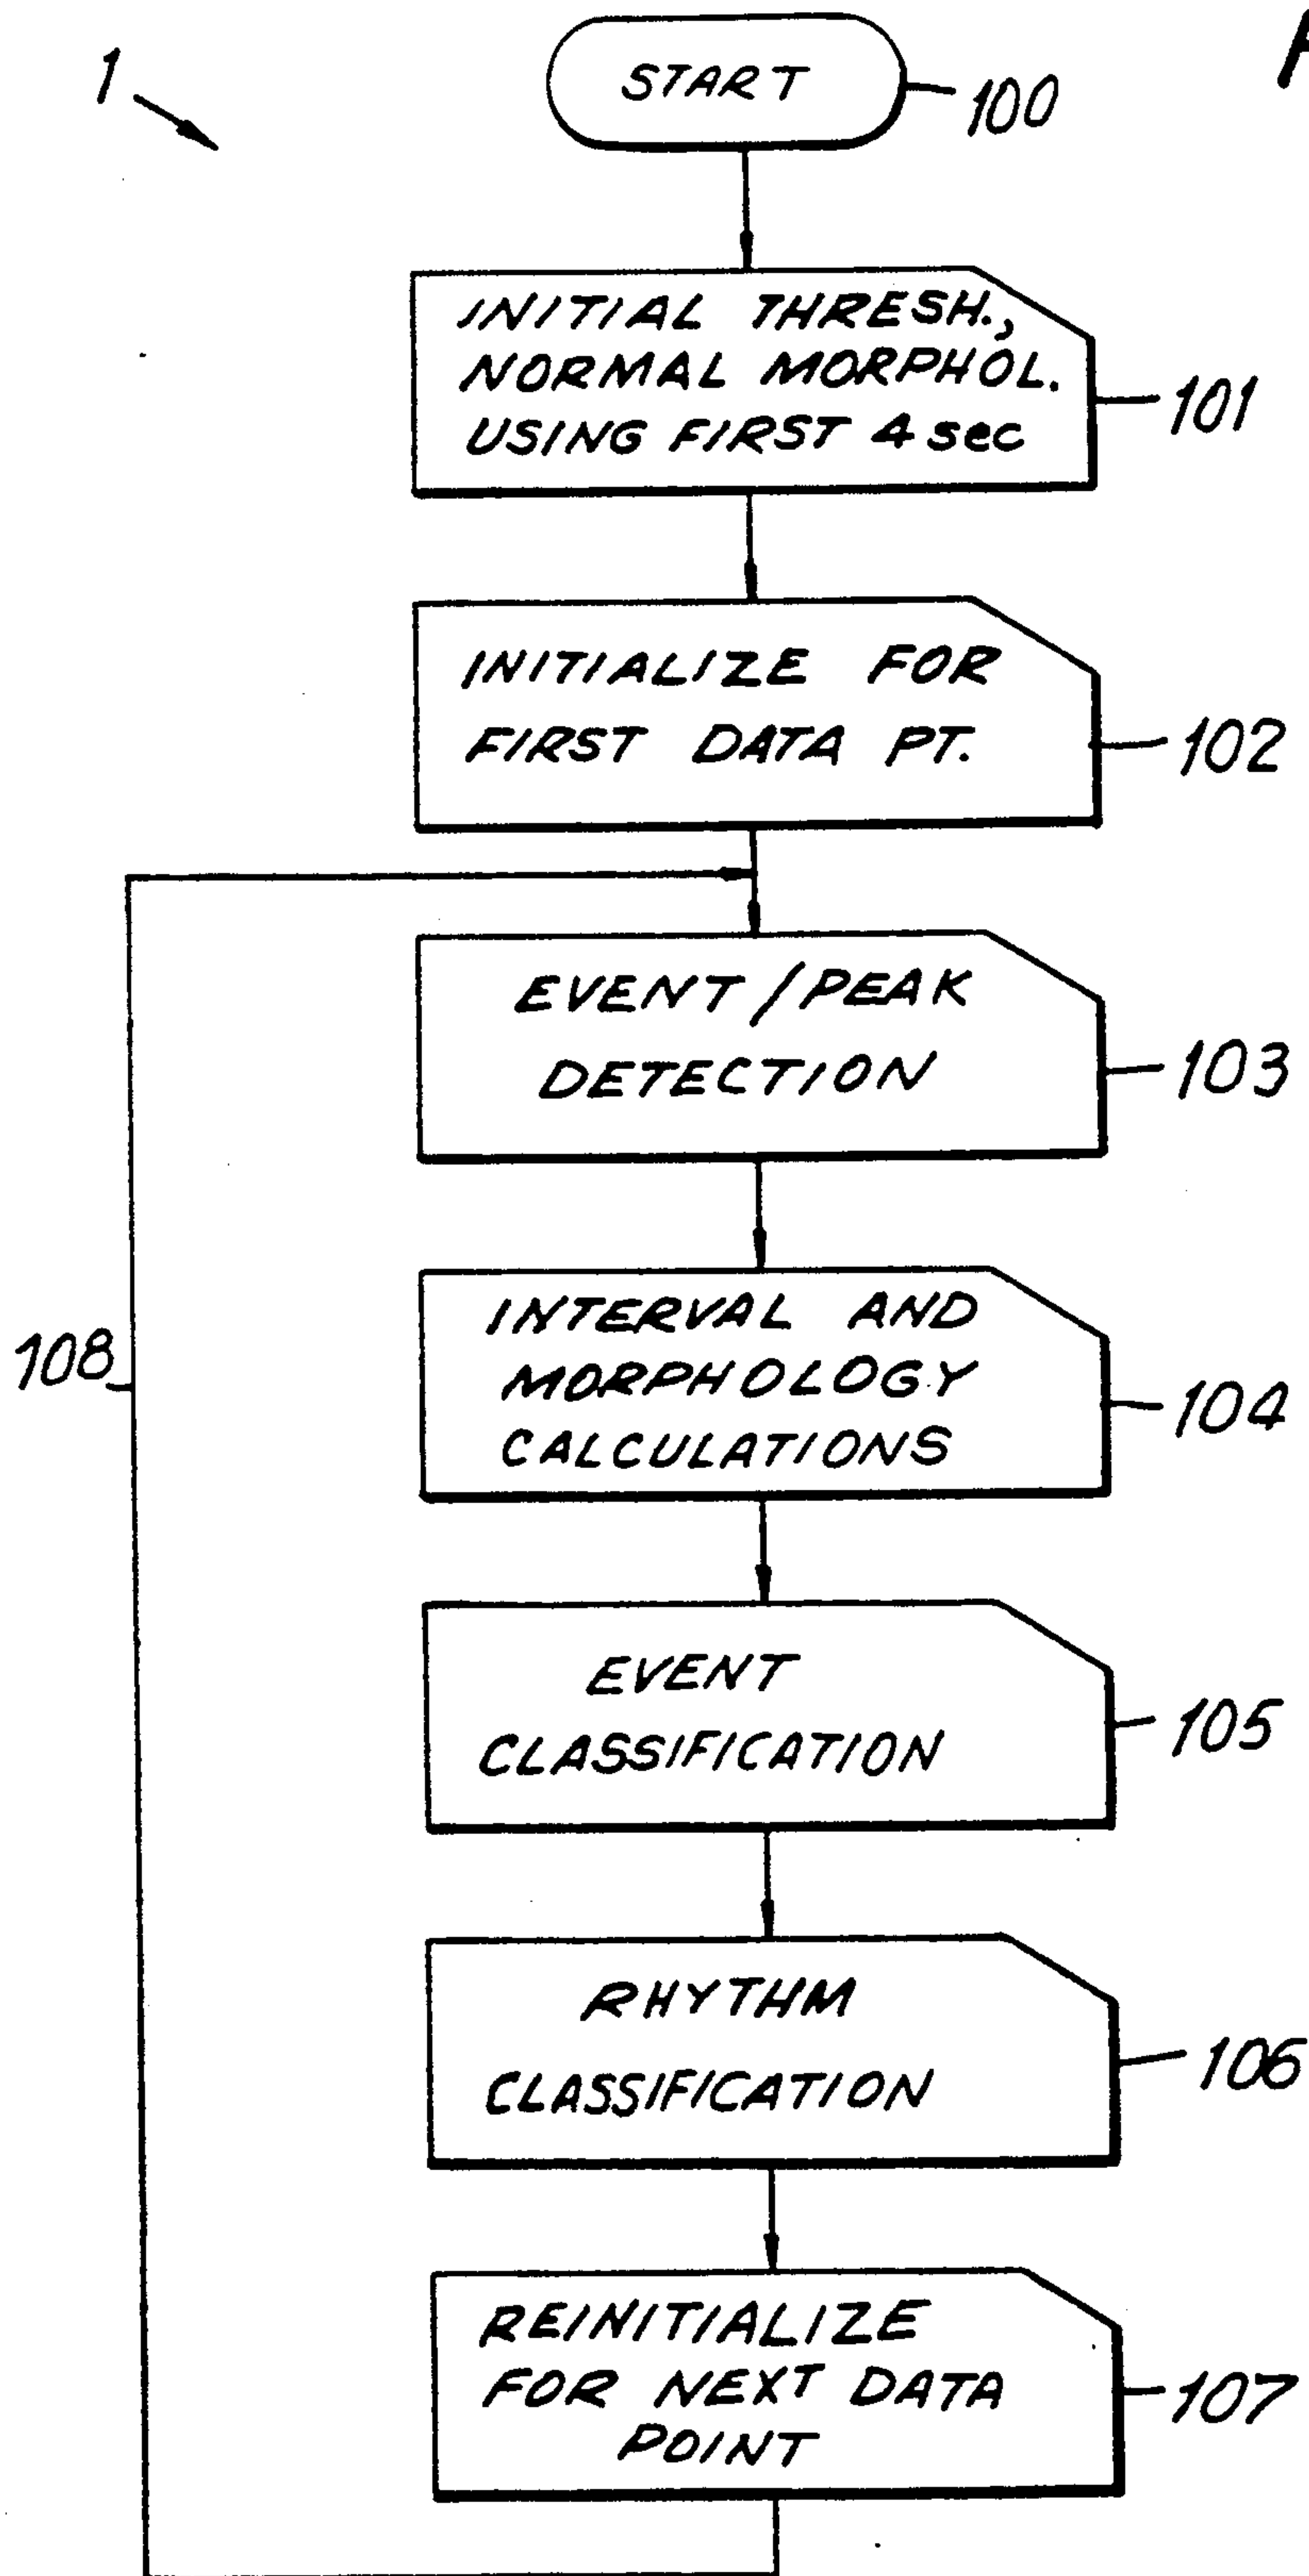 1
START
100
INITIAL THRESH.,
NORMAL MORPHOL.
USING FIRST 4 sec
101
INITIALIZE FOR
FIRST DATA PT.
102
EVENT/PEAK
DETECTION
103
INTERVAL AND
MORPHOLOGY
CALCULATIONS
104
108
EVENT
CLASSIFICATION
105
RHYTHM
CLASSIFICATION
106
REINITIALIZE
FOR NEXT DATA
POINT
107